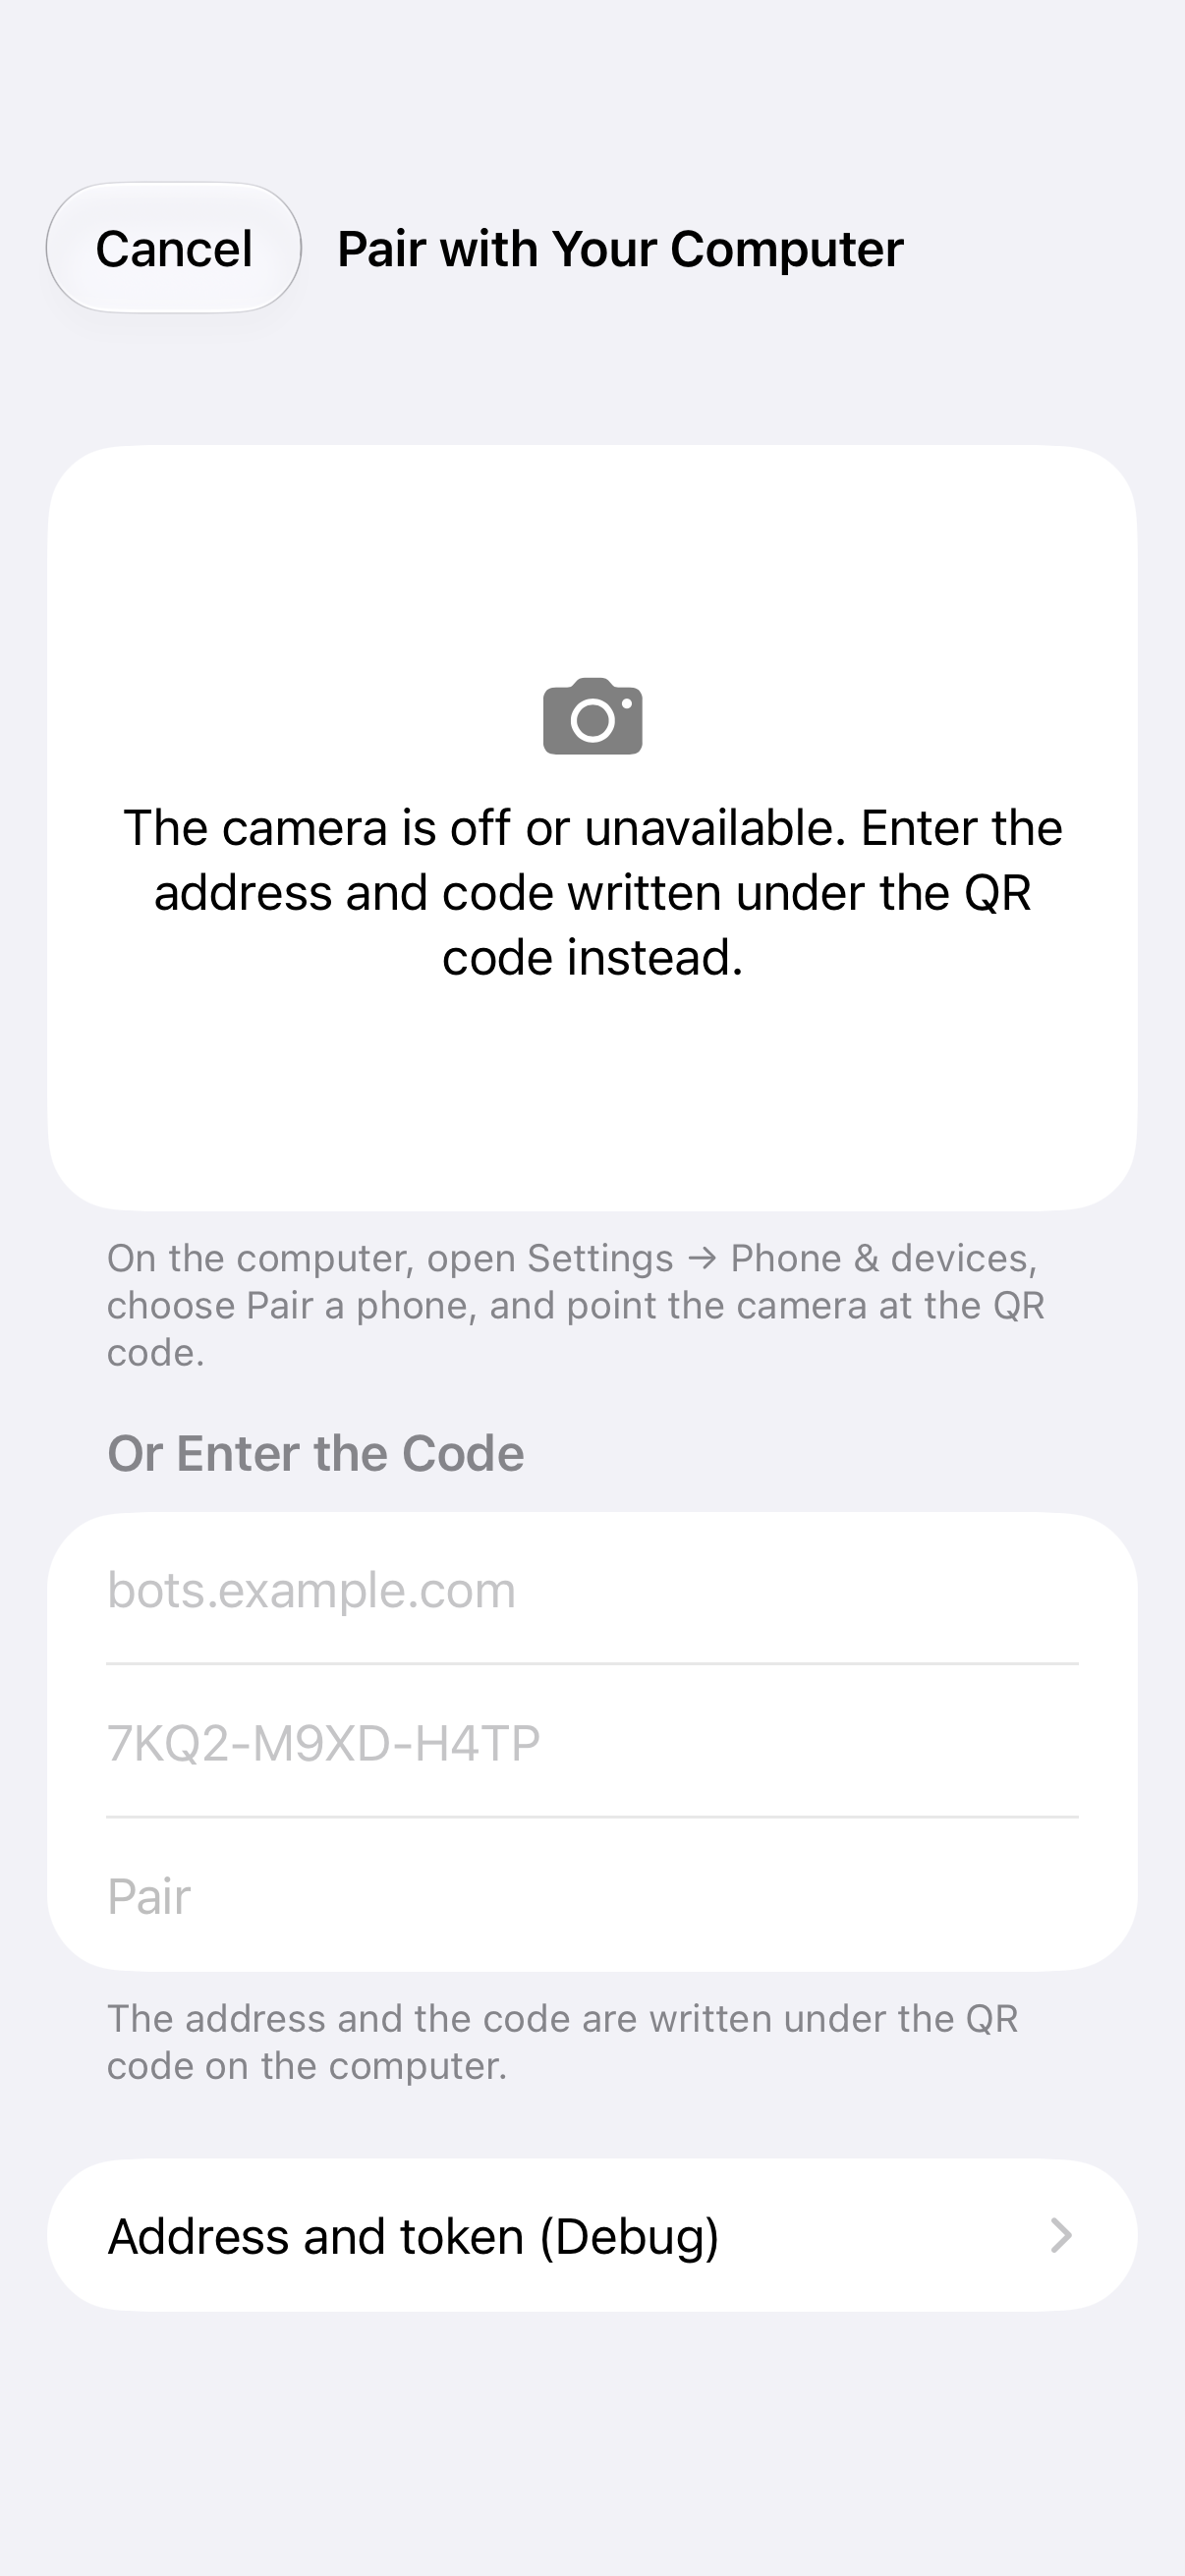 Cancel
Pair with Your Computer
The camera is off or unavailable. Enter the
address and code written under the QR
code instead.
On the computer, open Settings → Phone & devices,
choose Pair a phone, and point the camera at the QR
code.
Or Enter the Code
bots.example.com
7KQ2-M9XD-H4TP
Pair
The address and the code are written under the QR
code on the computer.
Address and token (Debug)